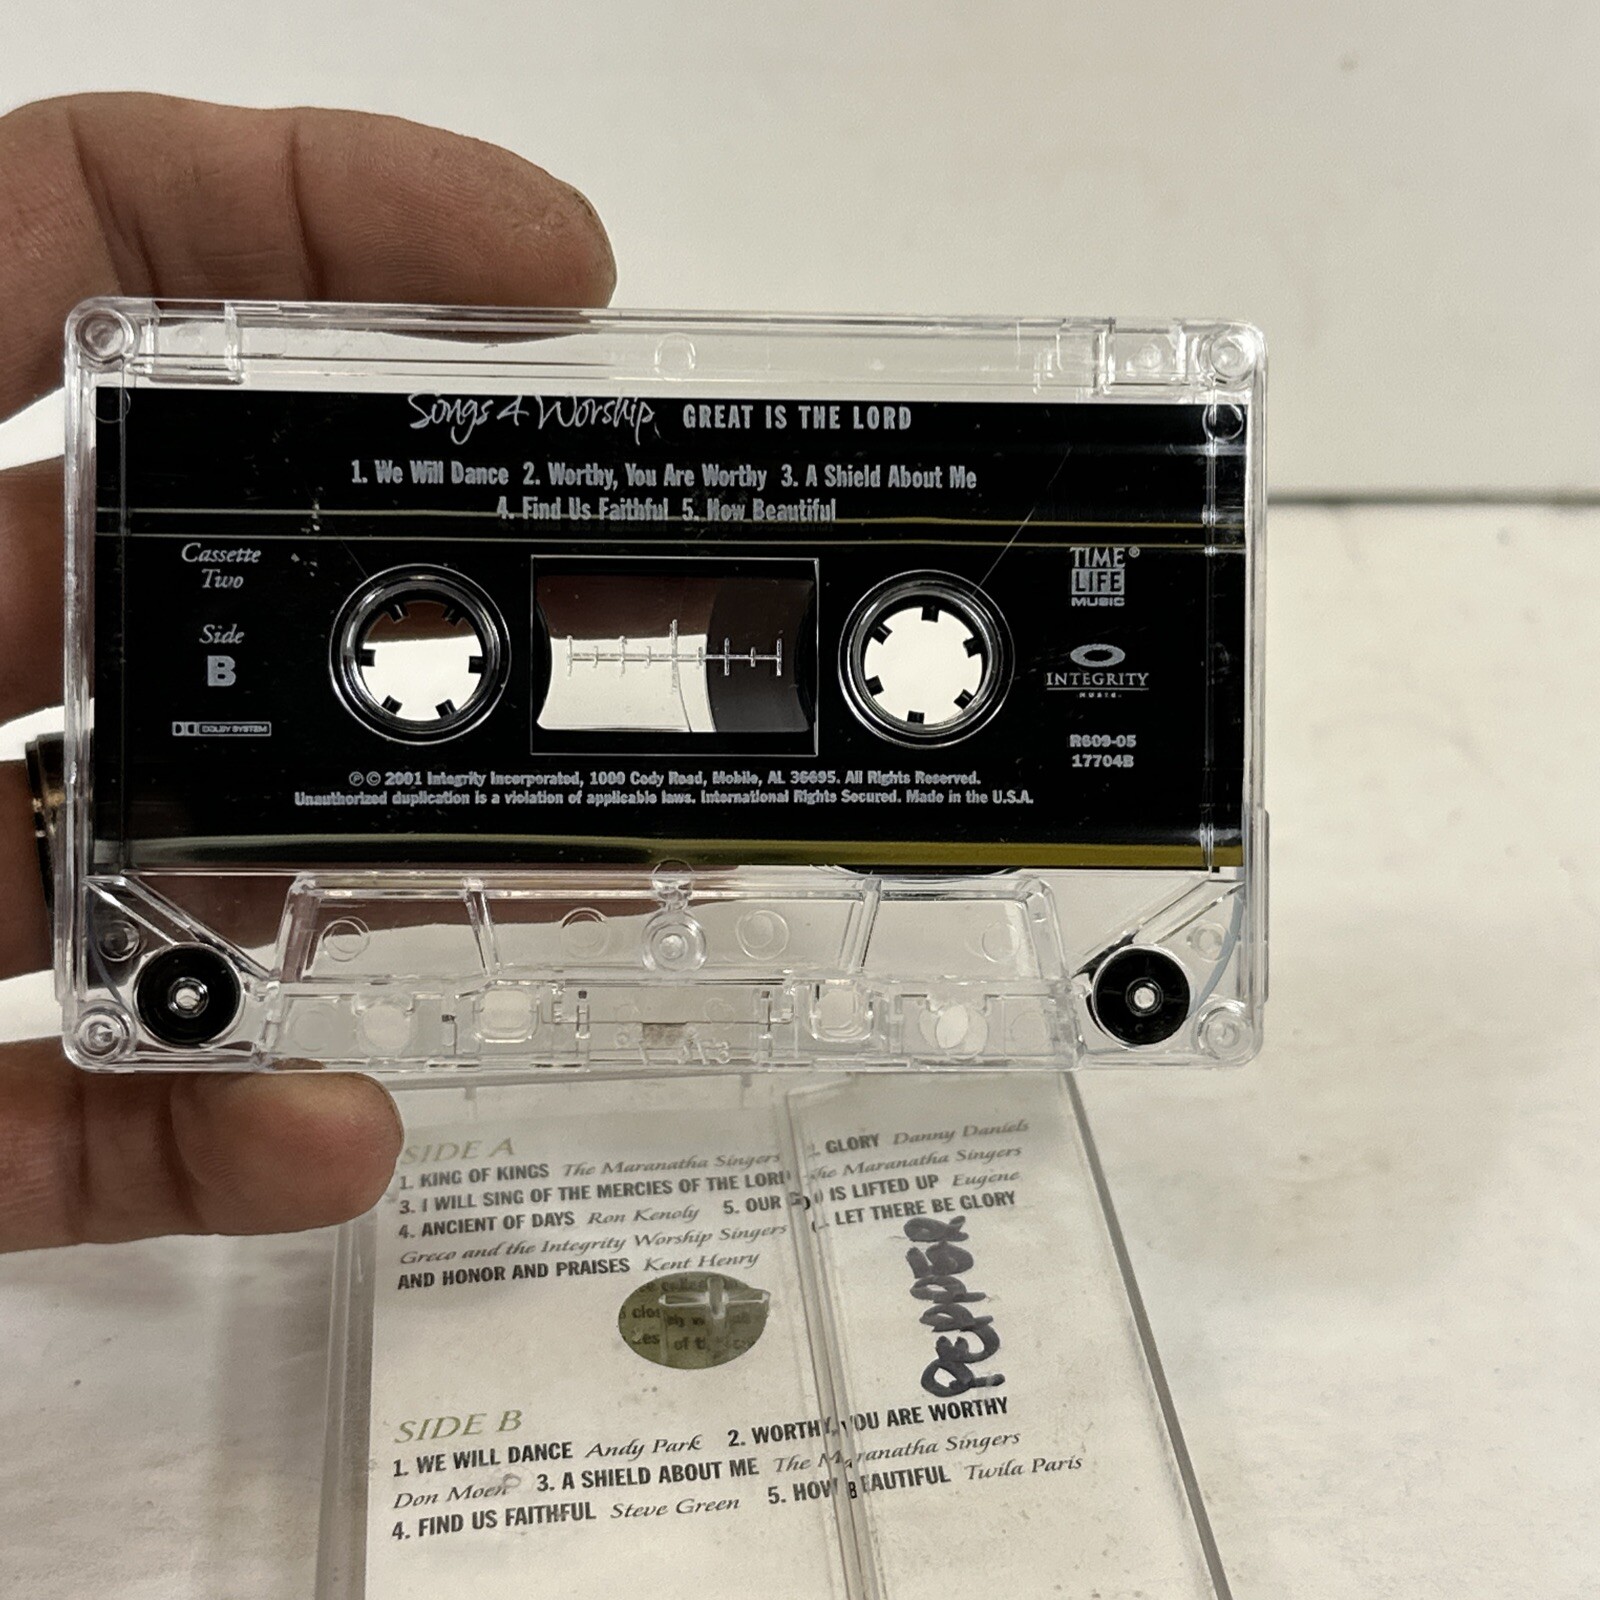 Songs 4 Worship GREAT IS THE LORD
1. We Will Dance 2. Worthy, You Are Worthy 3. A Shield About Me
4. Find Us Faithful 5. How Beautiful
Cassette
Two
Side
B
DOLBY SYSTEM
TIME®
LIFE
MUSIC
INTEGRITY
MUSIC
R609-05
17704B
℗© 2001 Integrity Incorporated, 1000 Cody Road, Mobile, AL 36695. All Rights Reserved.
Unauthorized duplication is a violation of applicable laws. International Rights Secured. Made in the U.S.A.
SIDE A
1. KING OF KINGS The Maranatha Singers GLORY Danny Daniels
3. I WILL SING OF THE MERCIES OF THE LORD The Maranatha Singers
4. ANCIENT OF DAYS Ron Kenoly 5. OUR GOD IS LIFTED UP Eugene
Greco and the Integrity Worship Singers LET THERE BE GLORY
AND HONOR AND PRAISES Kent Henry
PEPPER
SIDE B
1. WE WILL DANCE Andy Park 2. WORTHY, YOU ARE WORTHY
Don Moen 3. A SHIELD ABOUT ME The Maranatha Singers
4. FIND US FAITHFUL Steve Green 5. HOW BEAUTIFUL Twila Paris